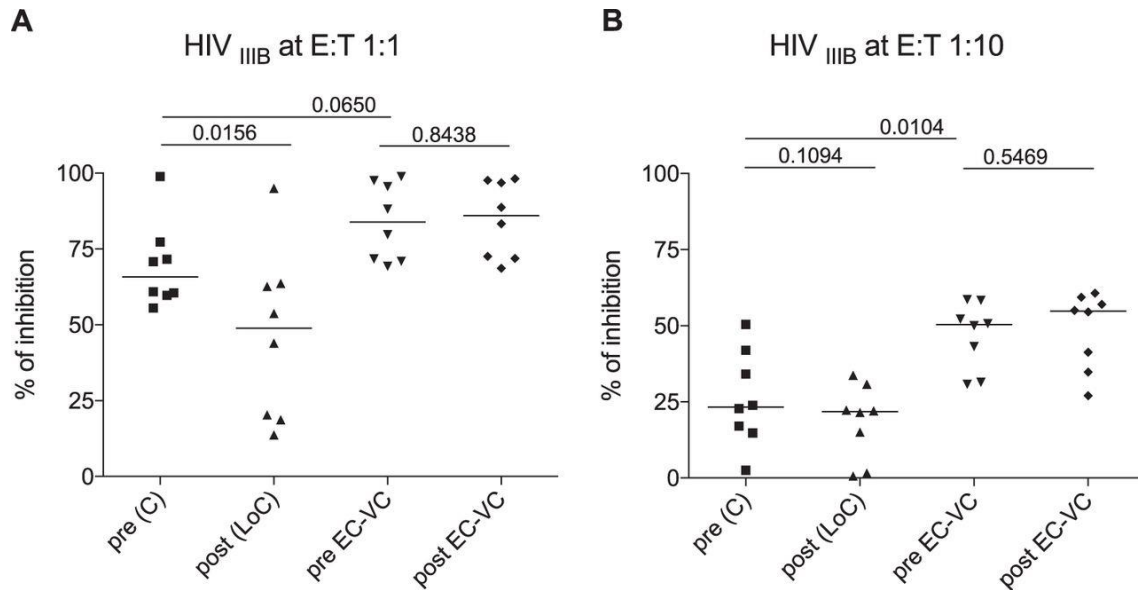 A
HIV IIIB at E:T 1:1
0.0650
0.0156
0.8438
100
75
50
25
0
% of inhibition
pre (C)
post (LoC)
pre EC-VC
post EC-VC
B
HIV IIIB at E:T 1:10
0.0104
0.1094
0.5469
100
75
50
25
0
% of inhibition
pre (C)
post (LoC)
pre EC-VC
post EC-VC